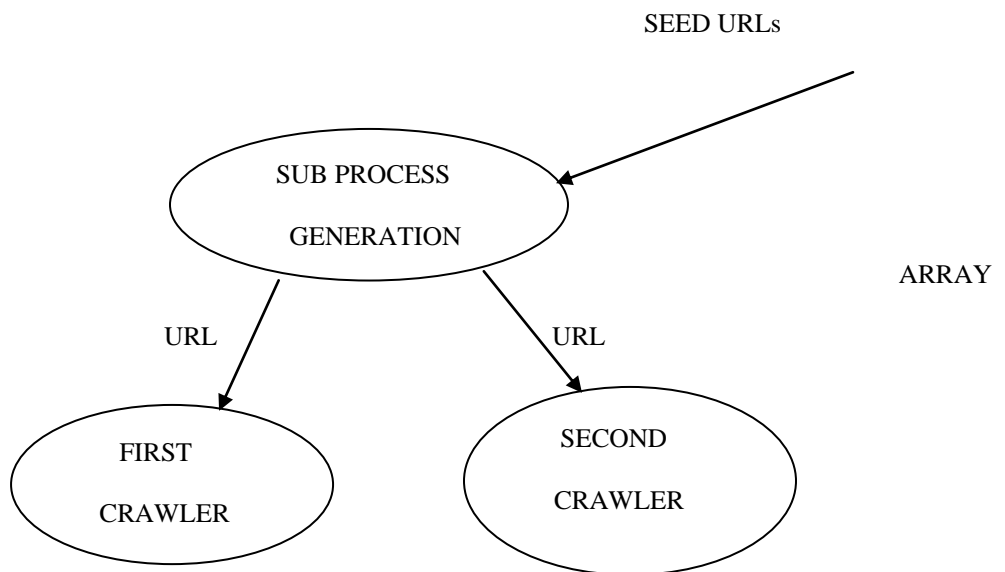 SEED URLs
SUB PROCESS
GENERATION
ARRAY
URL
URL
FIRST
CRAWLER
SECOND
CRAWLER